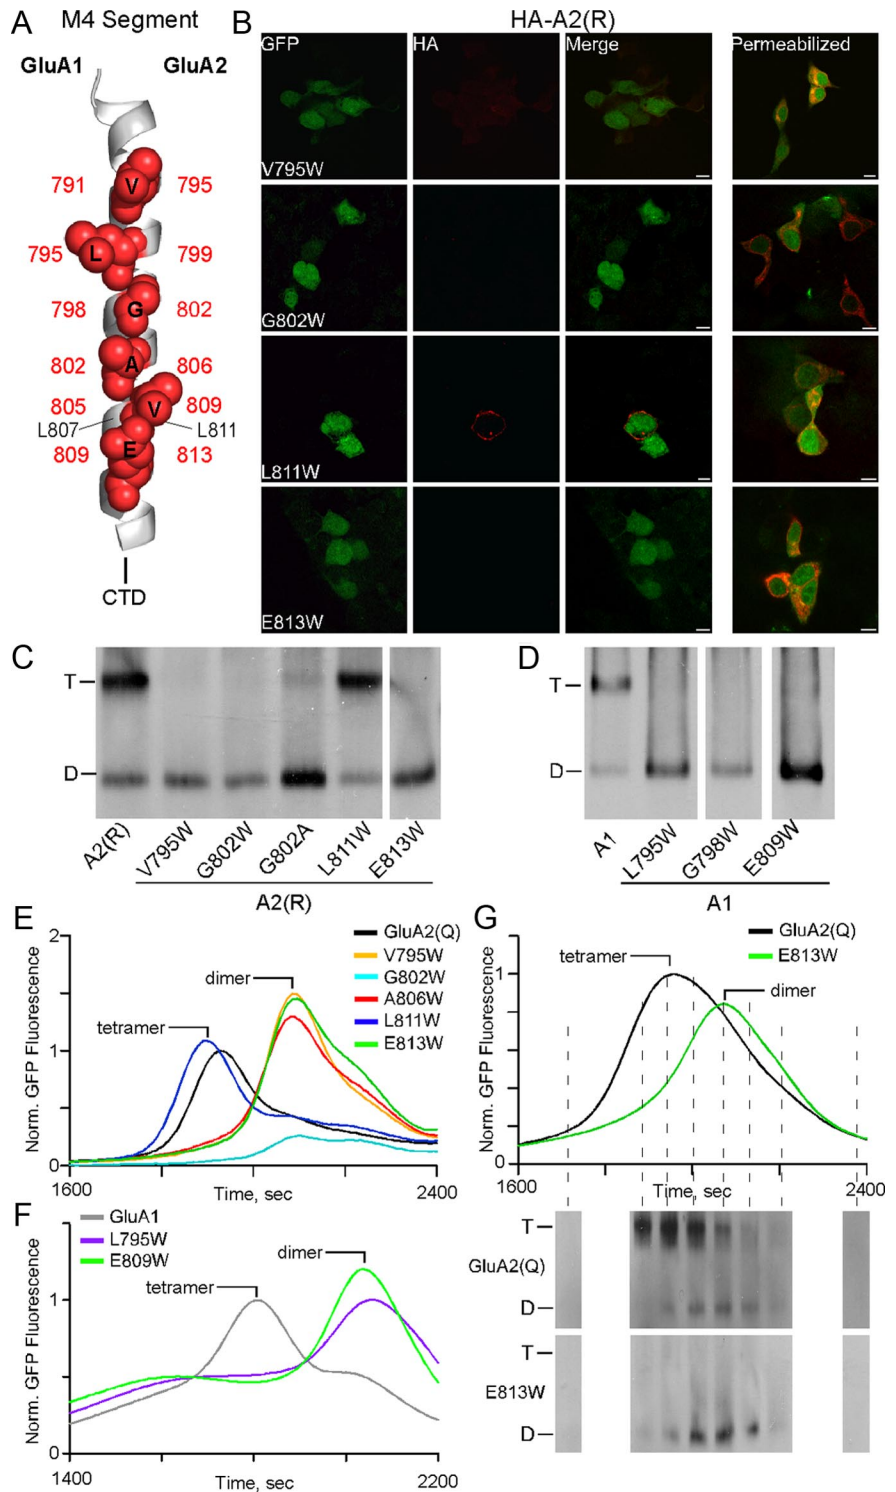 A
M4 Segment
GluA1
GluA2
V
791
795
L
795
799
G
798
802
A
802
806
V
805
809
L807
L811
E
809
813
CTD
B
HA-A2(R)
GFP
HA
Merge
Permeabilized
V795W
G802W
L811W
E813W
C
T
D
A2(R)
V795W
G802W
G802A
L811W
E813W
A2(R)
D
T
D
A1
L795W
G798W
E809W
A1
E
Norm. GFP Fluorescence
2
1
0
1600
Time, sec
2400
tetramer
dimer
GluA2(Q)
V795W
G802W
A806W
L811W
E813W
F
Norm. GFP Fluorescence
1
0
1400
Time, sec
2200
GluA1
L795W
E809W
tetramer
dimer
G
Norm. GFP Fluorescence
1
0
1600
Time, sec
2400
GluA2(Q)
E813W
tetramer
dimer
T
GluA2(Q)
D
T
E813W
D